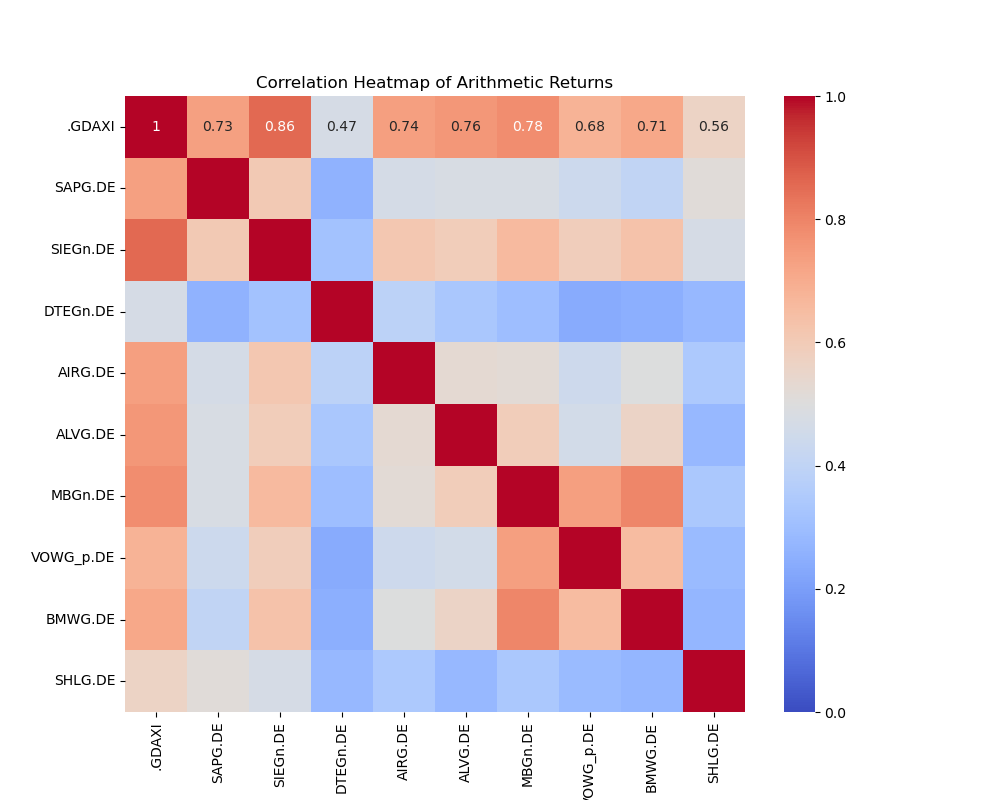 Correlation Heatmap of Arithmetic Returns
.GDAXI 1 0.73 0.86 0.47 0.74 0.76 0.78 0.68 0.71 0.56
SAPG.DE
SIEGn.DE
DTEGn.DE
AIRG.DE
ALVG.DE
MBGn.DE
VOWG_p.DE
BMWG.DE
SHLG.DE
.GDAXI SAPG.DE SIEGn.DE DTEGn.DE AIRG.DE ALVG.DE MBGn.DE VOWG_p.DE BMWG.DE SHLG.DE
1.0
0.8
0.6
0.4
0.2
0.0